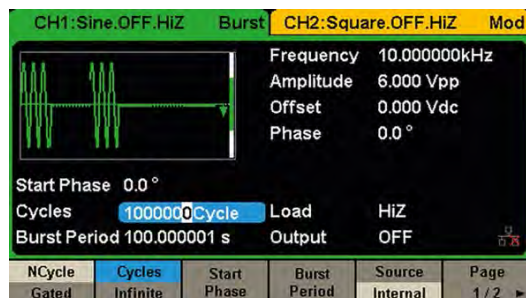 CH1:Sine.OFF.HiZ Burst CH2:Square.OFF.HiZ Mod
Frequency 10.000000kHz
Amplitude 6.000 Vpp
Offset 0.000 Vdc
Phase 0.0 °
Start Phase 0.0 °
Cycles 1000000Cycle Load HiZ
Burst Period 100.000001 s Output OFF
NCycle Cycles Start Burst Source Page
Gated Infinite Phase Period Internal 1/2 ►